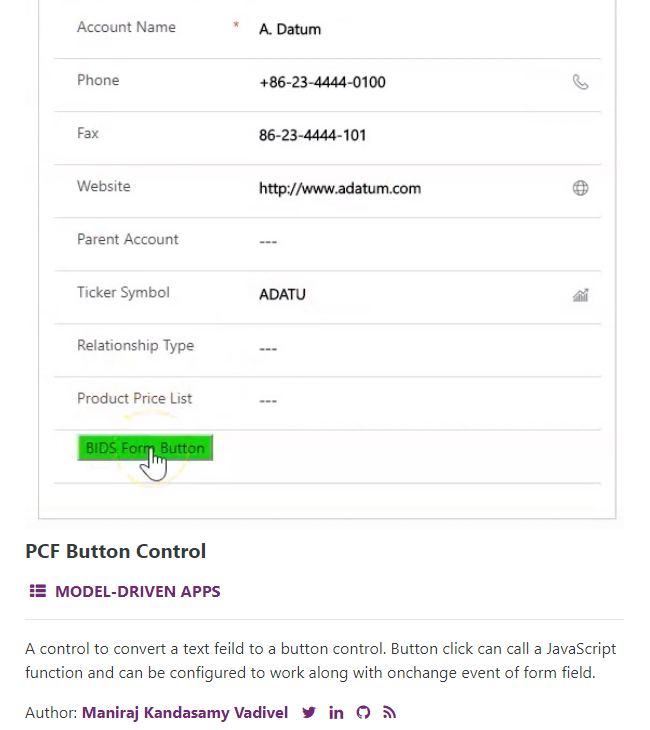 Account Name * A. Datum
Phone +86-23-4444-0100
Fax 86-23-4444-101
Website http://www.adatum.com
Parent Account ---
Ticker Symbol ADATU
Relationship Type ---
Product Price List ---
BIDS Form Button
PCF Button Control
MODEL-DRIVEN APPS
A control to convert a text feild to a button control. Button click can call a JavaScript
function and can be configured to work along with onchange event of form field.
Author: Maniraj Kandasamy Vadivel